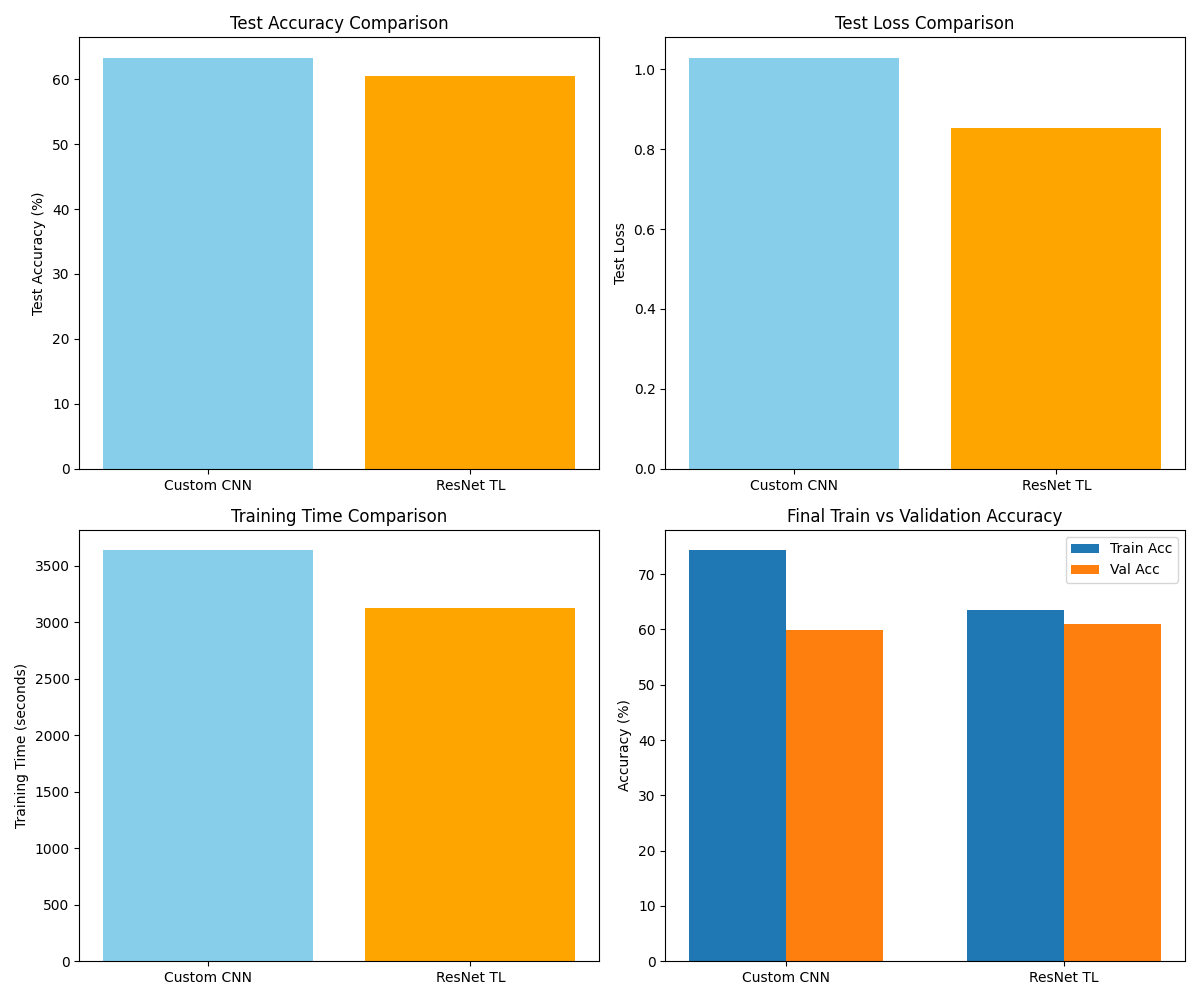 Test Accuracy Comparison
Test Accuracy (%)
60
50
40
30
20
10
0
Custom CNN
ResNet TL
Test Loss Comparison
Test Loss
1.0
0.8
0.6
0.4
0.2
0.0
Custom CNN
ResNet TL
Training Time Comparison
Training Time (seconds)
3500
3000
2500
2000
1500
1000
500
0
Custom CNN
ResNet TL
Final Train vs Validation Accuracy
Accuracy (%)
70
60
50
40
30
20
10
0
Train Acc
Val Acc
Custom CNN
ResNet TL